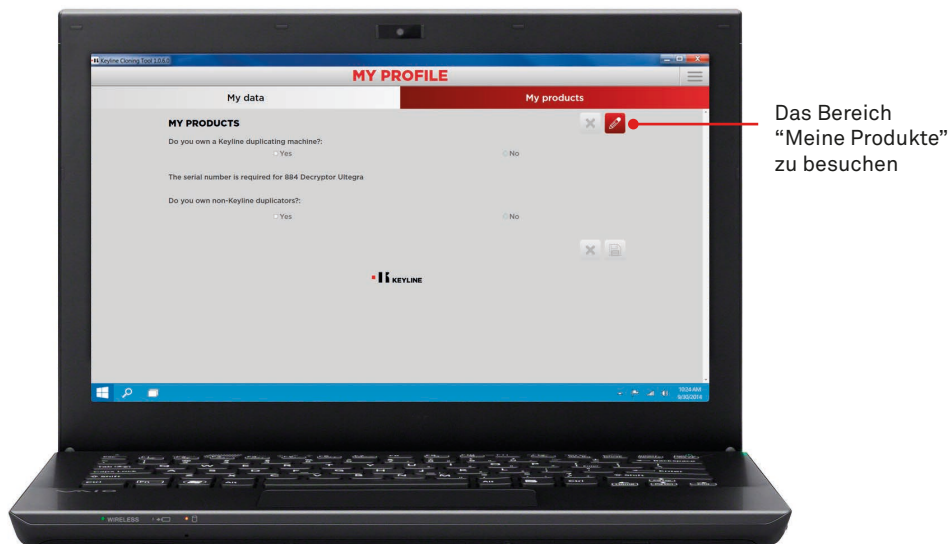 Keyline Cloning Tool 1.0.6.0
MY PROFILE
My data
My products
MY PRODUCTS
Do you own a Keyline duplicating machine?:
Yes
No
The serial number is required for 884 Decryptor Ultegra
Do you own non-Keyline duplicators?:
Yes
No
KEYLINE
10:24 AM
8/30/2016
Das Bereich
“Meine Produkte”
zu besuchen
VAIO
WIRELESS